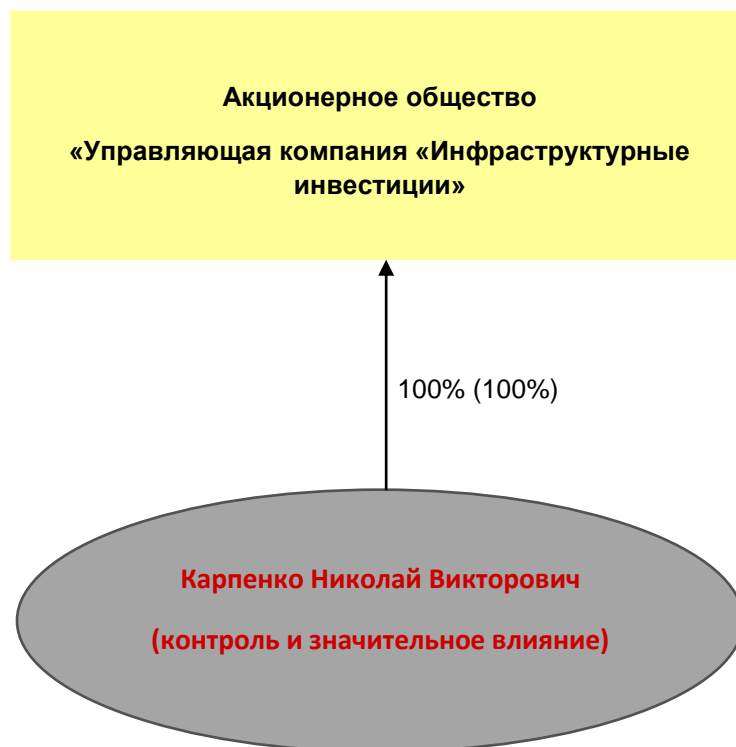 Акционерное общество
«Управляющая компания «Инфраструктурные
инвестиции»
100% (100%)
Карпенко Николай Викторович
(контроль и значительное влияние)